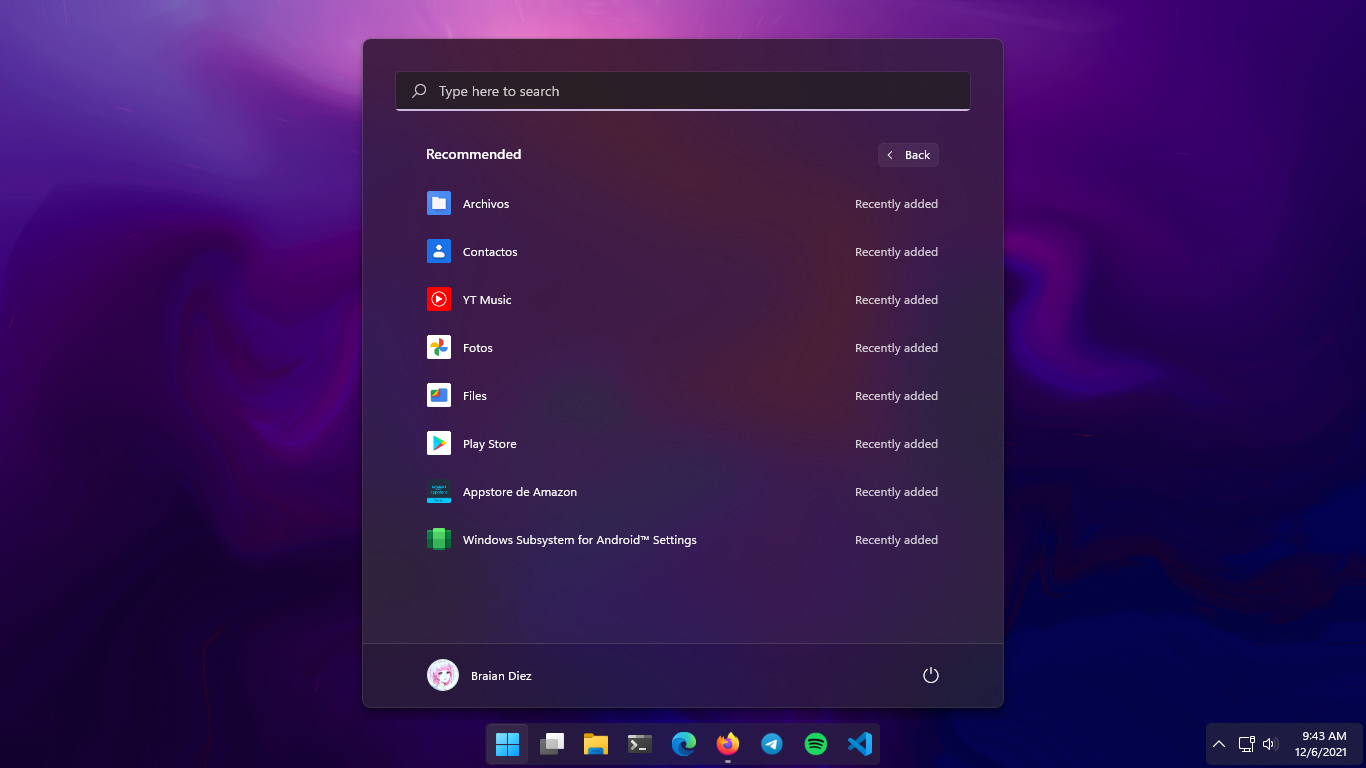 Type here to search
Recommended
Back
Archivos Recently added
Contactos Recently added
YT Music Recently added
Fotos Recently added
Files Recently added
Play Store Recently added
Appstore de Amazon Recently added
Windows Subsystem for Android™ Settings Recently added
Braian Diez
9:43 AM
12/6/2021